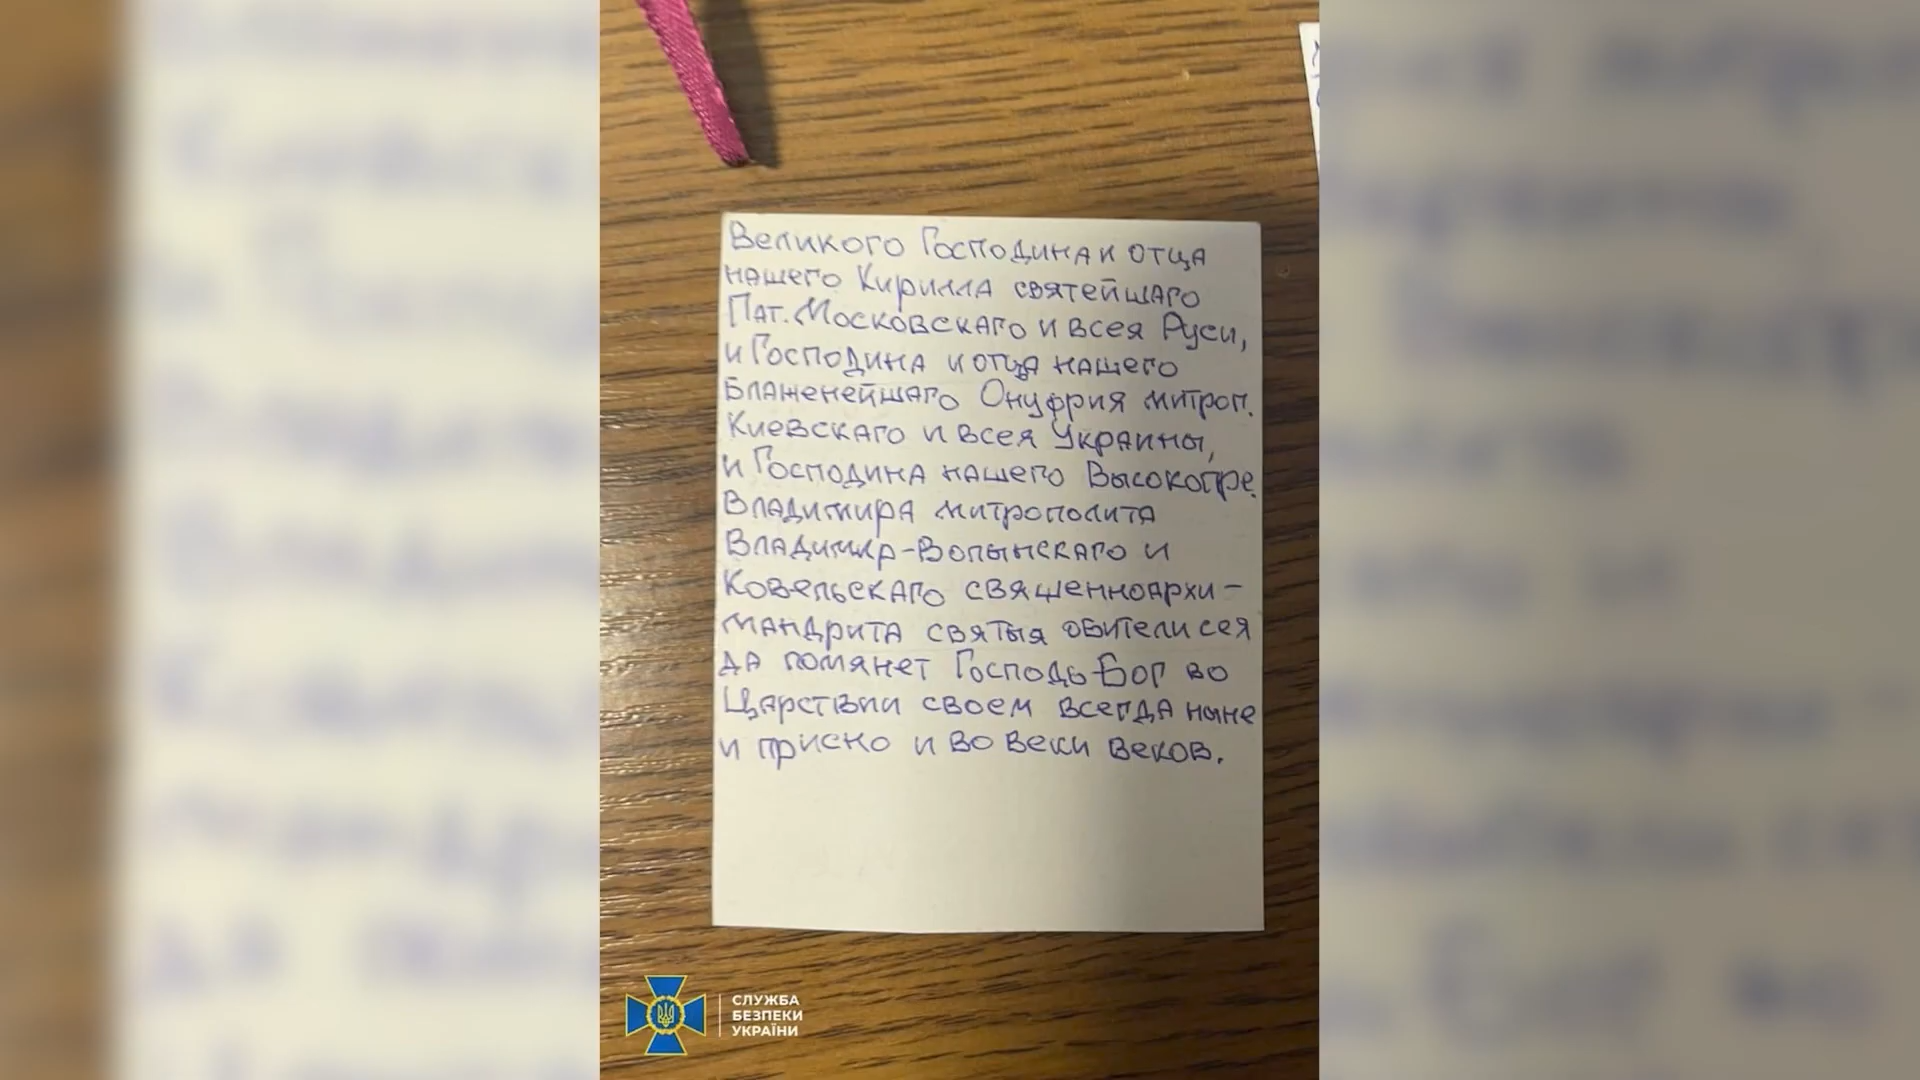 Великого Господина и отца
нашего Кирилла святейшаго
Пат. Московскаго и всея Руси,
и Господина и отца нашего
Блаженейшаго Онуфрия митроп.
Киевскаго и всея Украины,
и Господина нашего Высокопре.
Владимира митрополита
Владимир-Волынскаго и
Ковельскаго священноархи-
мандрита святыя обители сея
да помянет Господь Бог во
Царствии своем всегда ныне
и присно и во веки веков.
СЛУЖБА
БЕЗПЕКИ
УКРАЇНИ